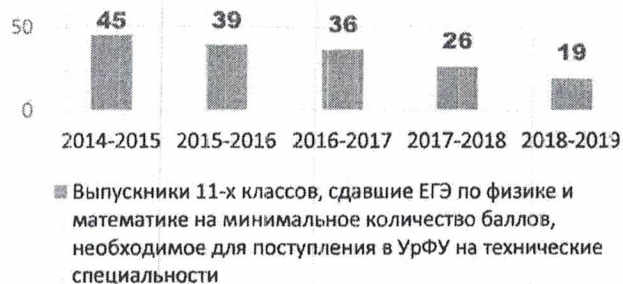 50
45 39 36 26 19
0
2014-2015 2015-2016 2016-2017 2017-2018 2018-2019
Выпускники 11-х классов, сдавшие ЕГЭ по физике и
математике на минимальное количество баллов,
необходимое для поступления в УрФУ на технические
специальности